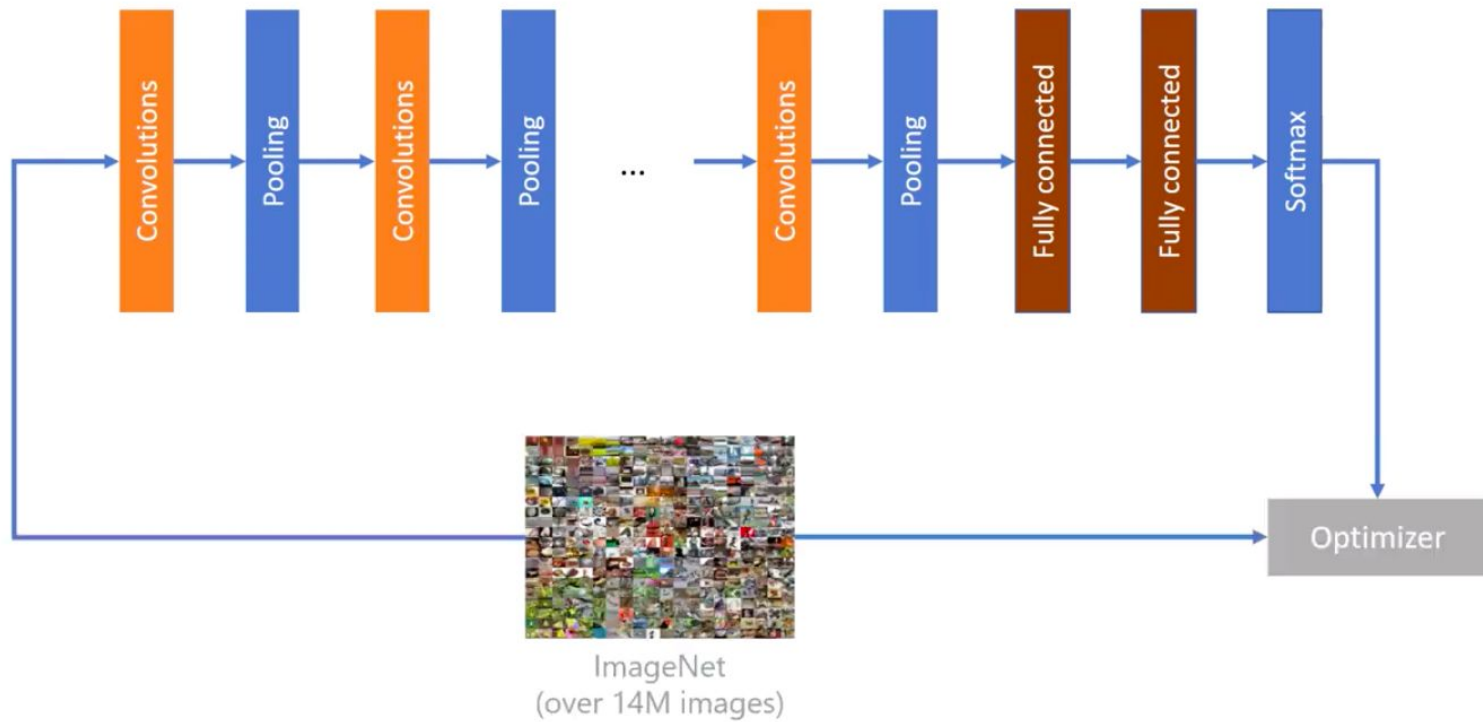 Convolutions
Pooling
Convolutions
Pooling
...
Convolutions
Pooling
Fully connected
Fully connected
Softmax
Optimizer
ImageNet
(over 14M images)